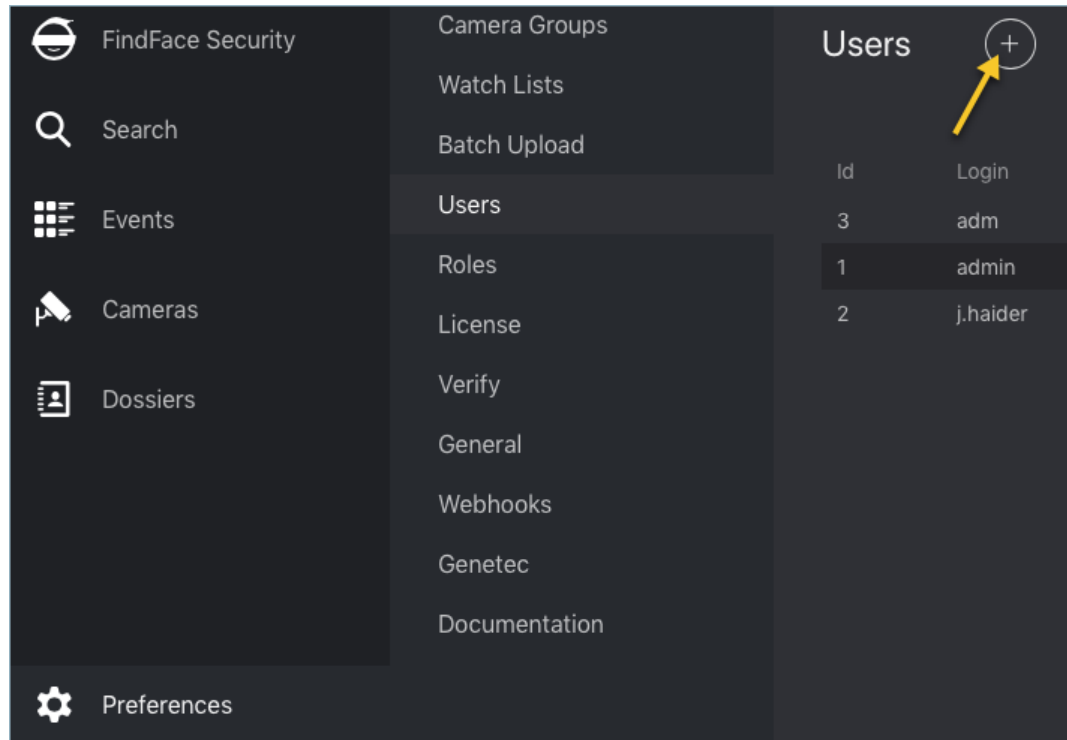 FindFace Security
Search
Events
Cameras
Dossiers
Preferences
Camera Groups
Watch Lists
Batch Upload
Users
Roles
License
Verify
General
Webhooks
Genetec
Documentation
Users +
Id Login
3 adm
1 admin
2 j.haider